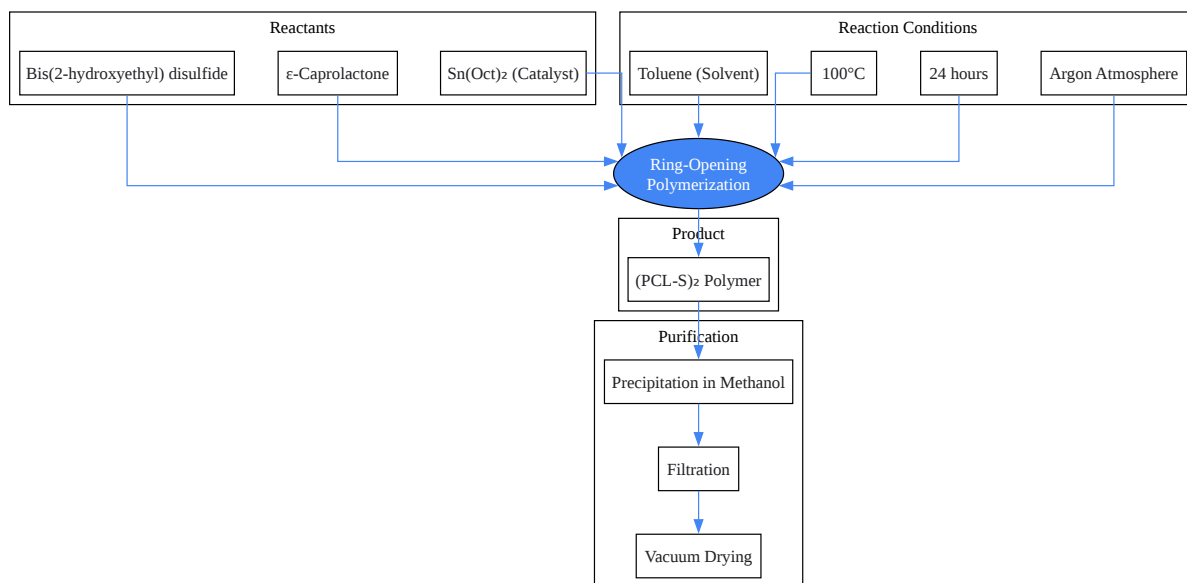 Reactants
Bis(2-hydroxyethyl) disulfide
ε-Caprolactone
Sn(Oct)₂ (Catalyst)
Reaction Conditions
Toluene (Solvent)
100°C
24 hours
Argon Atmosphere
Ring-Opening
Polymerization
Product
(PCL-S)₂ Polymer
Purification
Precipitation in Methanol
Filtration
Vacuum Drying